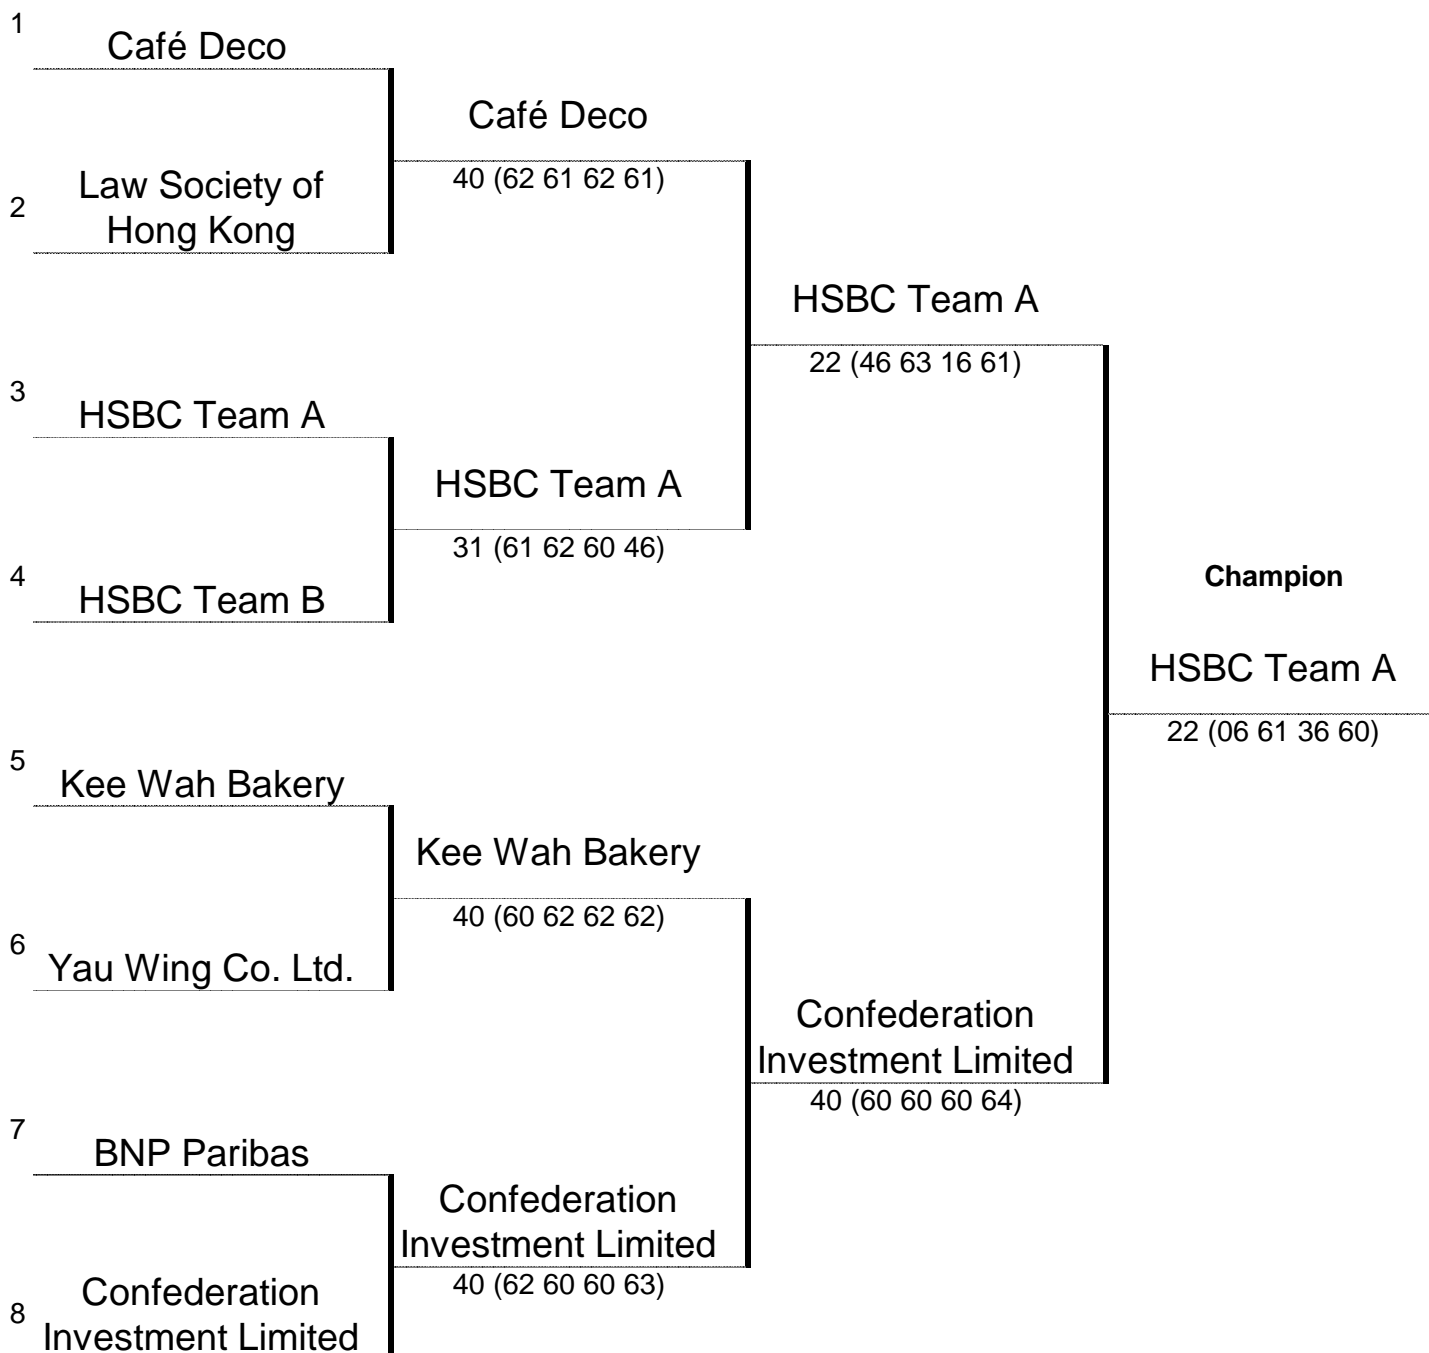 1
Café Deco
Café Deco
40 (62 61 62 61)
2
Law Society of
Hong Kong
HSBC Team A
22 (46 63 16 61)
3
HSBC Team A
HSBC Team A
31 (61 62 60 46)
4
HSBC Team B
Champion
HSBC Team A
22 (06 61 36 60)
5
Kee Wah Bakery
Kee Wah Bakery
40 (60 62 62 62)
6
Yau Wing Co. Ltd.
Confederation
Investment Limited
40 (60 60 60 64)
7
BNP Paribas
Confederation
Investment Limited
40 (62 60 60 63)
8
Confederation
Investment Limited